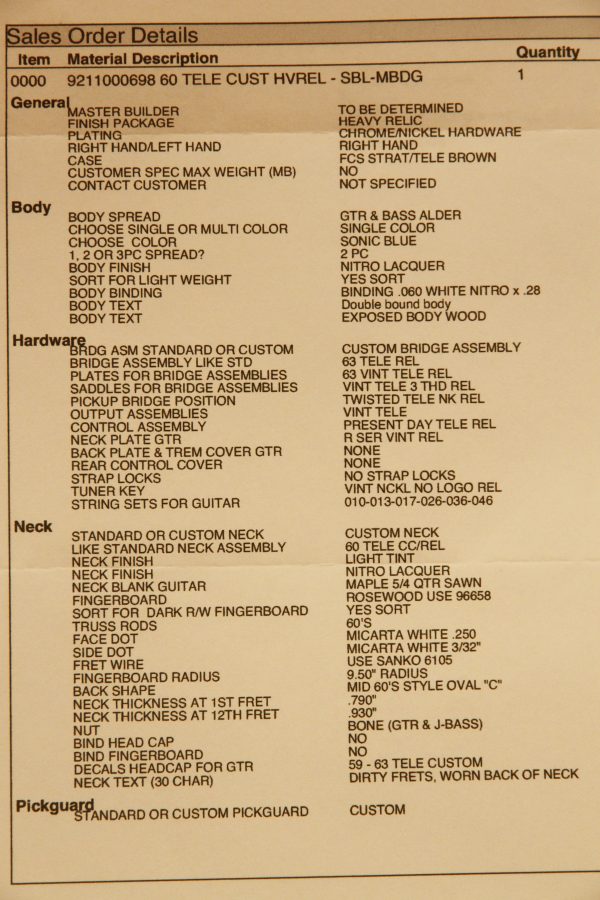 Sales Order Details
Item Material Description Quantity
0000 9211000698 60 TELE CUST HVREL - SBL-MBDG 1
General
MASTER BUILDER TO BE DETERMINED
FINISH PACKAGE HEAVY RELIC
PLATING CHROME/NICKEL HARDWARE
RIGHT HAND/LEFT HAND RIGHT HAND
CASE FCS STRAT/TELE BROWN
CUSTOMER SPEC MAX WEIGHT (MB) NO
CONTACT CUSTOMER NOT SPECIFIED
Body
BODY SPREAD GTR & BASS ALDER
CHOOSE SINGLE OR MULTI COLOR SINGLE COLOR
CHOOSE COLOR SONIC BLUE
1, 2 OR 3PC SPREAD? 2 PC
BODY FINISH NITRO LACQUER
SORT FOR LIGHT WEIGHT YES SORT
BODY BINDING BINDING .060 WHITE NITRO x .28
BODY TEXT Double bound body
BODY TEXT EXPOSED BODY WOOD
Hardware
BRDG ASM STANDARD OR CUSTOM CUSTOM BRIDGE ASSEMBLY
BRIDGE ASSEMBLY LIKE STD 63 TELE REL
PLATES FOR BRIDGE ASSEMBLIES 63 VINT TELE REL
SADDLES FOR BRIDGE ASSEMBLIES VINT TELE 3 THD REL
PICKUP BRIDGE POSITION TWISTED TELE NK REL
OUTPUT ASSEMBLIES VINT TELE
CONTROL ASSEMBLY PRESENT DAY TELE REL
NECK PLATE GTR R SER VINT REL
BACK PLATE & TREM COVER GTR NONE
REAR CONTROL COVER NONE
STRAP LOCKS NO STRAP LOCKS
TUNER KEY VINT NCKL NO LOGO REL
STRING SETS FOR GUITAR 010-013-017-026-036-046
Neck
STANDARD OR CUSTOM NECK CUSTOM NECK
LIKE STANDARD NECK ASSEMBLY 60 TELE CC/REL
NECK FINISH LIGHT TINT
NECK FINISH NITRO LACQUER
NECK BLANK GUITAR MAPLE 5/4 QTR SAWN
FINGERBOARD ROSEWOOD USE 96658
SORT FOR DARK R/W FINGERBOARD YES SORT
TRUSS RODS 60'S
FACE DOT MICARTA WHITE .250
SIDE DOT MICARTA WHITE 3/32"
FRET WIRE USE SANKO 6105
FINGERBOARD RADIUS 9.50" RADIUS
BACK SHAPE MID 60'S STYLE OVAL "C"
NECK THICKNESS AT 1ST FRET .790"
NECK THICKNESS AT 12TH FRET .930"
NUT BONE (GTR & J-BASS)
BIND HEAD CAP NO
BIND FINGERBOARD NO
DECALS HEADCAP FOR GTR 59 - 63 TELE CUSTOM
NECK TEXT (30 CHAR) DIRTY FRETS, WORN BACK OF NECK
Pickguard
STANDARD OR CUSTOM PICKGUARD CUSTOM